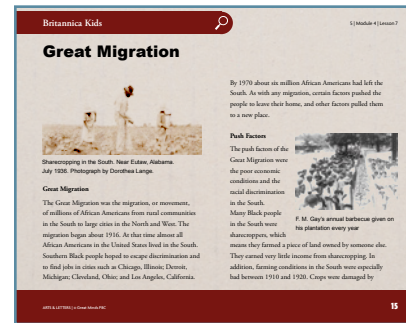 Britannica Kids
5 | Module 4 | Lesson 7
Great Migration
Sharecropping in the South. Near Eutaw, Alabama.
July 1936. Photograph by Dorothea Lange.
Great Migration
The Great Migration was the migration, or movement,
of millions of African Americans from rural communities
in the South to large cities in the North and West. The
migration began about 1916. At that time almost all
African Americans in the United States lived in the South.
Southern Black people hoped to escape discrimination and
to find jobs in cities such as Chicago, Illinois; Detroit,
Michigan; Cleveland, Ohio; and Los Angeles, California.
By 1970 about six million African Americans had left the
South. As with any migration, certain factors pushed the
people to leave their home, and other factors pulled them
to a new place.
Push Factors
The push factors of the
Great Migration were
the poor economic
conditions and the
racial discrimination
in the South.
Many Black people
in the South were
sharecroppers, which
F. M. Gay's annual barbecue given on
his plantation every year
means they farmed a piece of land owned by someone else.
They earned very little income from sharecropping. In
addition, farming conditions in the South were especially
bad between 1910 and 1920. Crops were damaged by
ARTS & LETTERS | © Great Minds PBC
15